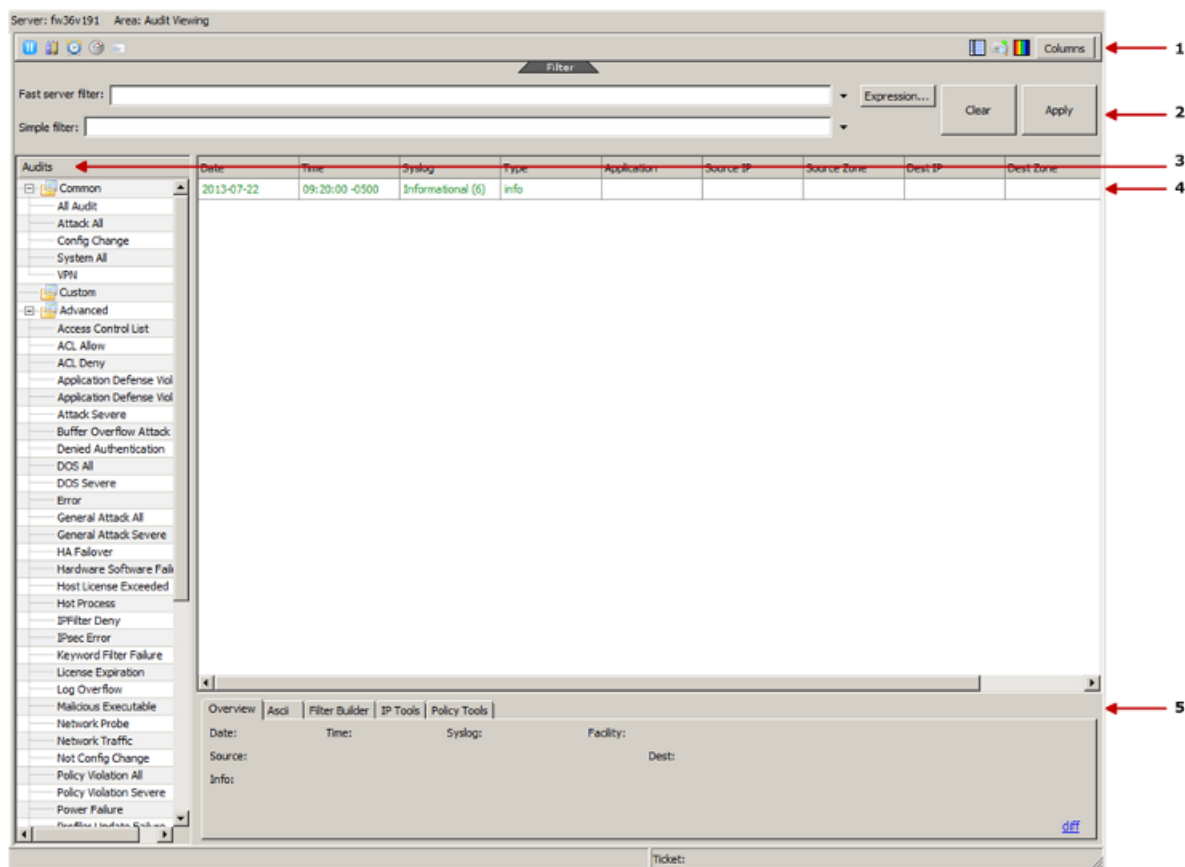 Server: fw36v191 Area: Audit Viewing
Columns
1
Filter
Fast server filter:
Expression...
Clear
Apply
2
Simple filter:
3
Audits
Date Time Syslog Type Application Source IP Source Zone Dest IP Dest Zone
2013-07-22 09:20:00 -0500 Informational (6) info
4
Common
All Audit
Attack All
Config Change
System All
VPN
Custom
Advanced
Access Control List
ACL Allow
ACL Deny
Application Defense Viol
Application Defense Viol
Attack Severe
Buffer Overflow Attack
Denied Authentication
DOS All
DOS Severe
Error
General Attack All
General Attack Severe
HA Failover
Hardware Software Fail
Host License Exceeded
Hot Process
IPFilter Deny
IPsec Error
Keyword Filter Failure
License Expiration
Log Overflow
Malicious Executable
Network Probe
Network Traffic
Not Config Change
Policy Violation All
Policy Violation Severe
Power Failure
Profiler Update Failure
Overview Ascii Filter Builder IP Tools Policy Tools
5
Date: Time: Syslog: Facility:
Source: Dest:
Info:
diff
Ticket: